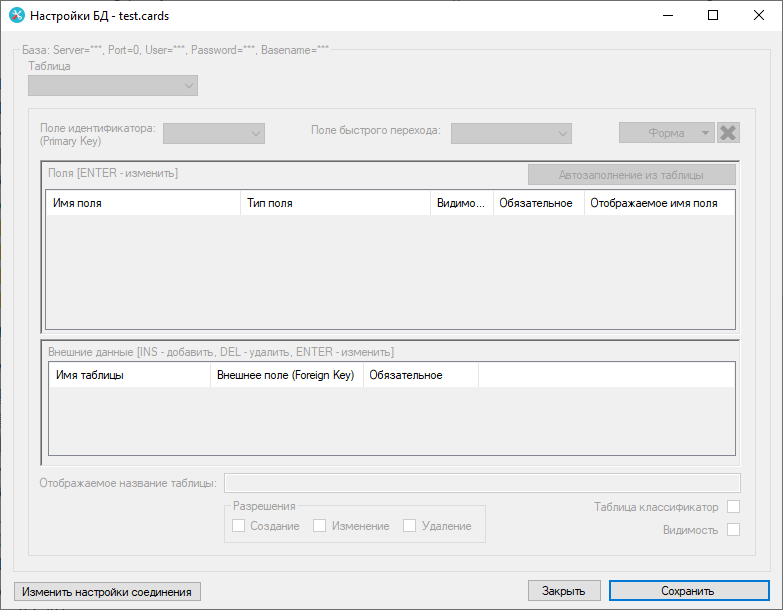 Настройки БД - test.cards
База: Server=***, Port=0, User=***, Password=***, Basename=***
Таблица
Поле идентификатора:
(Primary Key)
Поле быстрого перехода:
Форма
Поля [ENTER - изменить]
Автозаполнение из таблицы
Имя поля Тип поля Видимо... Обязательное Отображаемое имя поля
Внешние данные [INS - добавить, DEL - удалить, ENTER - изменить]
Имя таблицы Внешнее поле (Foreign Key) Обязательное
Отображаемое название таблицы:
Разрешения
Создание Изменение Удаление
Таблица классификатор
Видимость
Изменить настройки соединения
Закрыть
Сохранить